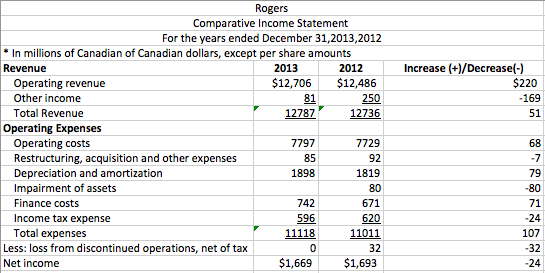 Rogers
Comparative Income Statement
For the years ended December 31,2013,2012
* In millions of Canadian of Canadian dollars, except per share amounts
Revenue 2013 2012 Increase (+)/Decrease(-)
Operating revenue $12,706 $12,486 $220
Other income 81 250 -169
Total Revenue 12787 12736 51
Operating Expenses
Operating costs 7797 7729 68
Restructuring, acquisition and other expenses 85 92 -7
Depreciation and amortization 1898 1819 79
Impairment of assets 80 -80
Finance costs 742 671 71
Income tax expense 596 620 -24
Total expenses 11118 11011 107
Less: loss from discontinued operations, net of tax 0 32 -32
Net income $1,669 $1,693 -24